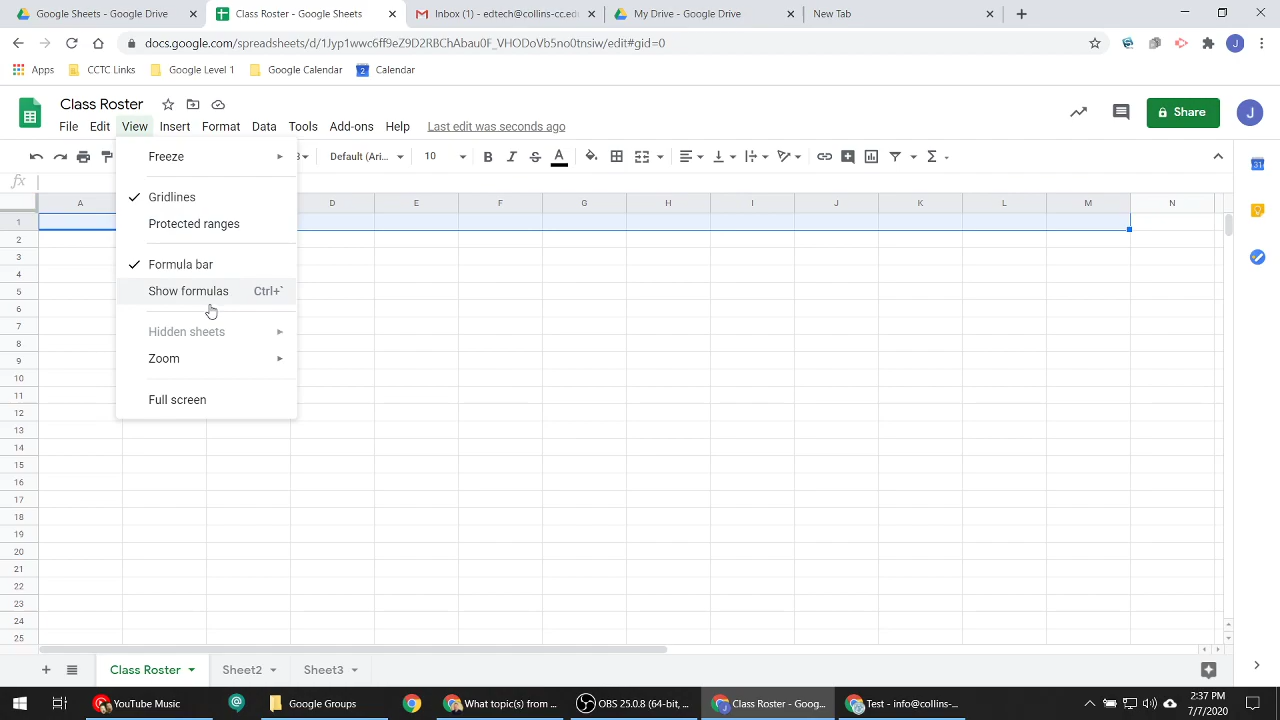 Google Drive - Google Sheets
Class Roster - Google Sheets
Inbox (7) - edtech@collins-cc.ed
My Drive - Google Drive
New Tab
docs.google.com/spreadsheets/d/1Jyp1wwc6ff9eZ9D2RBChAbau0F_VHODoVb5no0tnsiw/edit#gid=0
J
Apps
CCTC Links
Google Level 1
Google Calendar
2
Calendar
Class Roster
Share
J
File
Edit
View
Insert
Format
Data
Tools
Add-ons
Help
Last edit was seconds ago
Default (Ari...
10
B
I
S
A
Σ
fx
A D E F G H I J K L M N
Freeze
Gridlines
Protected ranges
Formula bar
Show formulas Ctrl+`
Hidden sheets
Zoom
Full screen
1
2
3
4
5
6
7
8
9
10
11
12
13
14
15
16
17
18
19
20
21
22
23
24
25
31
Class Roster
Sheet2
Sheet3
YouTube Music
Google Groups
What topic(s) from...
OBS 25.0.8 (64-bit, ...
Class Roster - Goog...
Test - info@collins-...
2:37 PM
7/7/2020